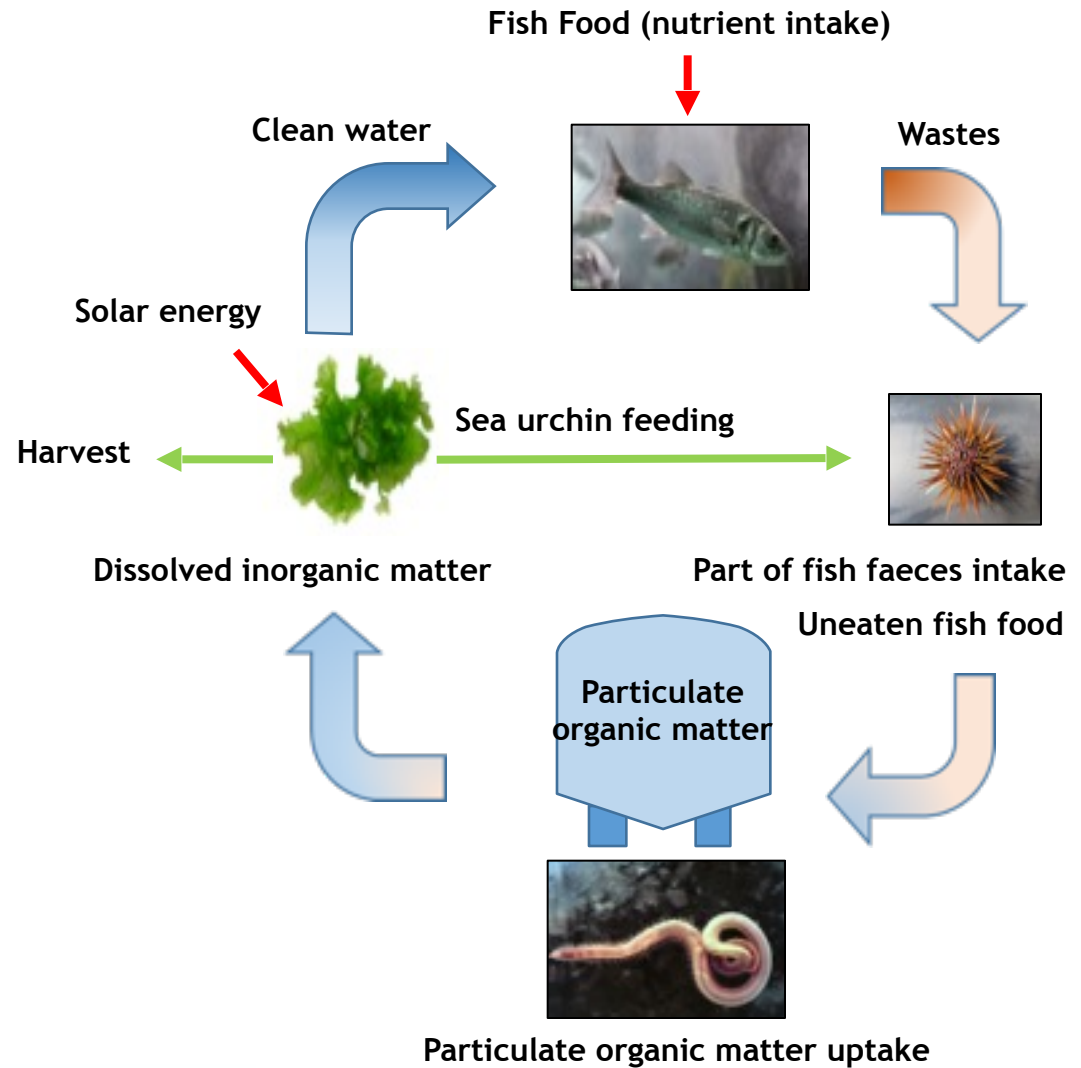 Fish Food (nutrient intake)
Clean water
Wastes
Solar energy
Sea urchin feeding
Harvest
Dissolved inorganic matter
Part of fish faeces intake
Uneaten fish food
Particulate
organic matter
Particulate organic matter uptake